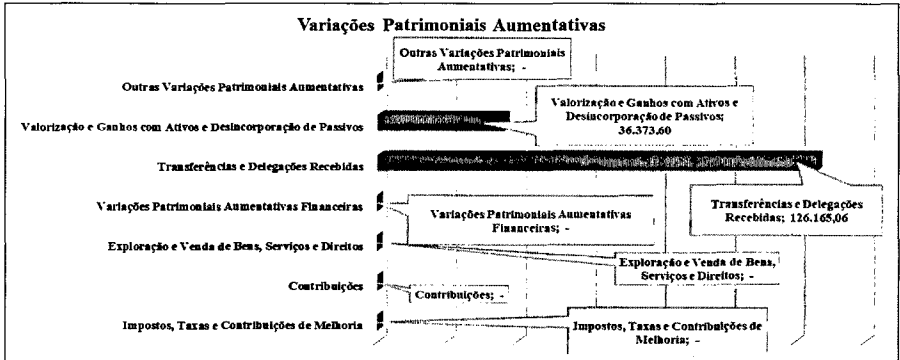 Variações Patrimoniais Aumentativas
Outras Variações Patrimoniais
Aumentativas; -
Outras Variações Patrimoniais Aumentativas
Valorização e Ganhos com Ativos e
Desincorporação de Passivos;
36.373,60
Valorização e Ganhos com Ativos e Desincorporação de Passivos
Transferências e Delegações Recebidas
Transferências e Delegações
Recebidas; 126.165,06
Variações Patrimoniais Aumentativas Financeiras
Variações Patrimoniais Aumentativas
Financeiras; -
Exploração e Venda de Bens, Serviços e Direitos
Exploração e Venda de Bens,
Serviços e Direitos; -
Contribuições
Contribuições; -
Impostos, Taxas e Contribuições de Melhoria
Impostos, Taxas e Contribuições de
Melhoria; -